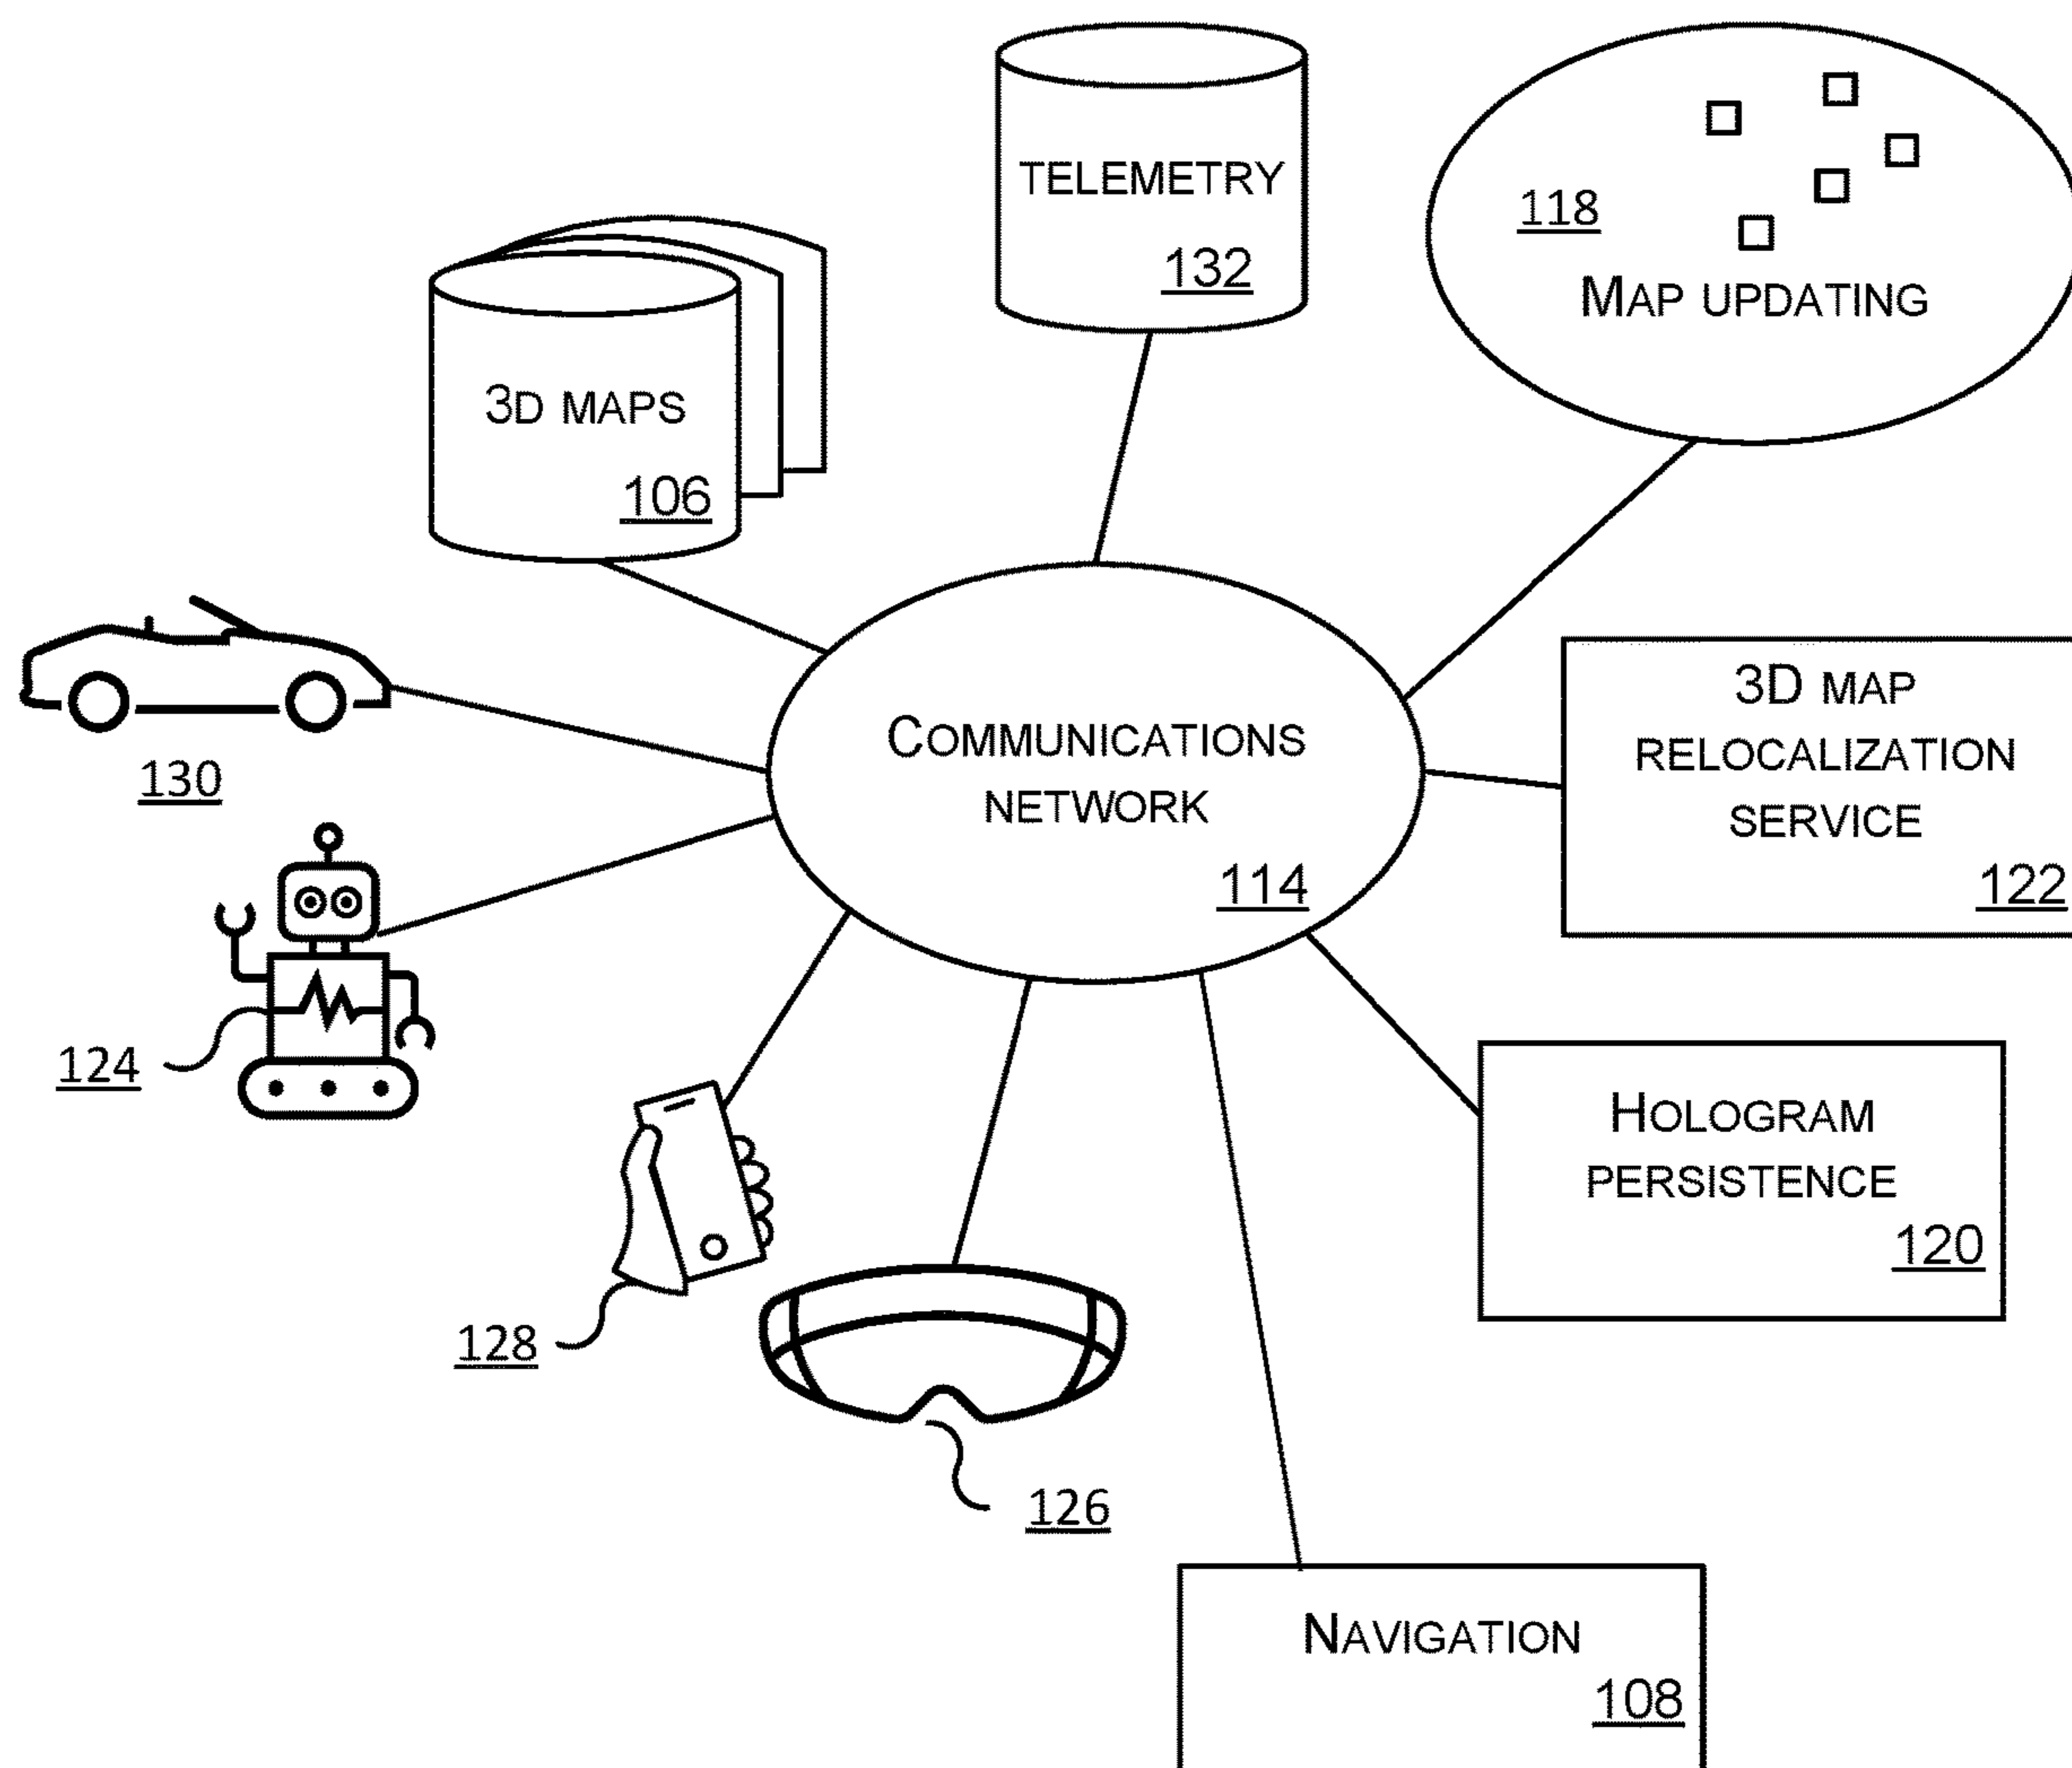 TELEMETRY
132
118
MAP UPDATING
3D MAPS
106
COMMUNICATIONS
NETWORK
114
3D MAP
RELOCALIZATION
SERVICE
122
130
124
HOLOGRAM
PERSISTENCE
120
128
126
NAVIGATION
108